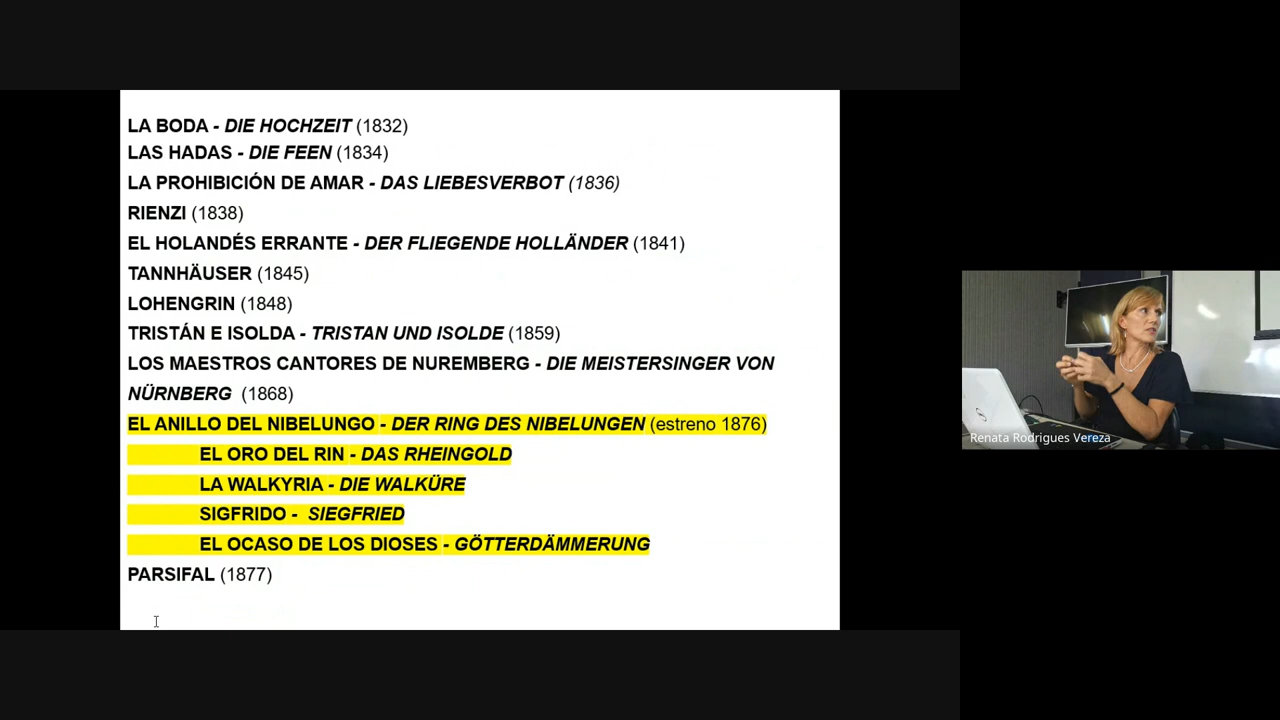 LA BODA - DIE HOCHZEIT (1832)
LAS HADAS - DIE FEEN (1834)
LA PROHIBICIÓN DE AMAR - DAS LIEBESVERBOT (1836)
RIENZI (1838)
EL HOLANDÉS ERRANTE - DER FLIEGENDE HOLLÄNDER (1841)
TANNHÄUSER (1845)
LOHENGRIN (1848)
TRISTÁN E ISOLDA - TRISTAN UND ISOLDE (1859)
LOS MAESTROS CANTORES DE NUREMBERG - DIE MEISTERSINGER VON
NÜRNBERG (1868)
EL ANILLO DEL NIBELUNGO - DER RING DES NIBELUNGEN (estreno 1876)
EL ORO DEL RIN - DAS RHEINGOLD
LA WALKYRIA - DIE WALKÜRE
SIGFRIDO - SIEGFRIED
EL OCASO DE LOS DIOSES - GÖTTERDÄMMERUNG
PARSIFAL (1877)
Renata Rodrigues Vereza